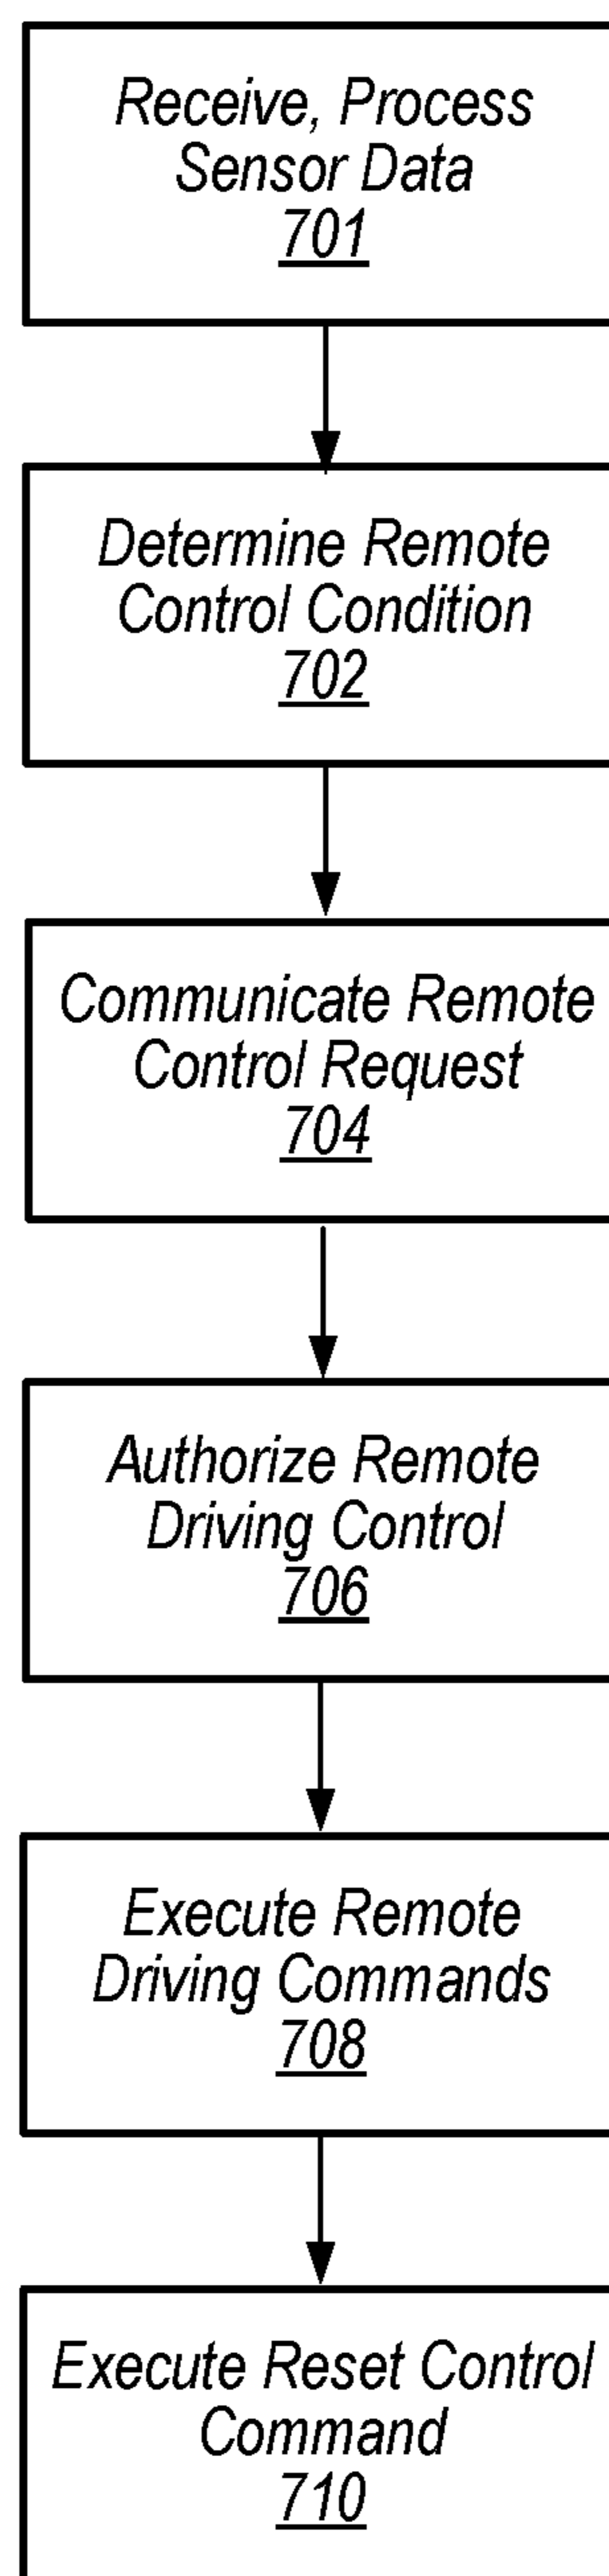 Receive, Process
Sensor Data
701
Determine Remote
Control Condition
702
Communicate Remote
Control Request
704
Authorize Remote
Driving Control
706
Execute Remote
Driving Commands
708
Execute Reset Control
Command
710